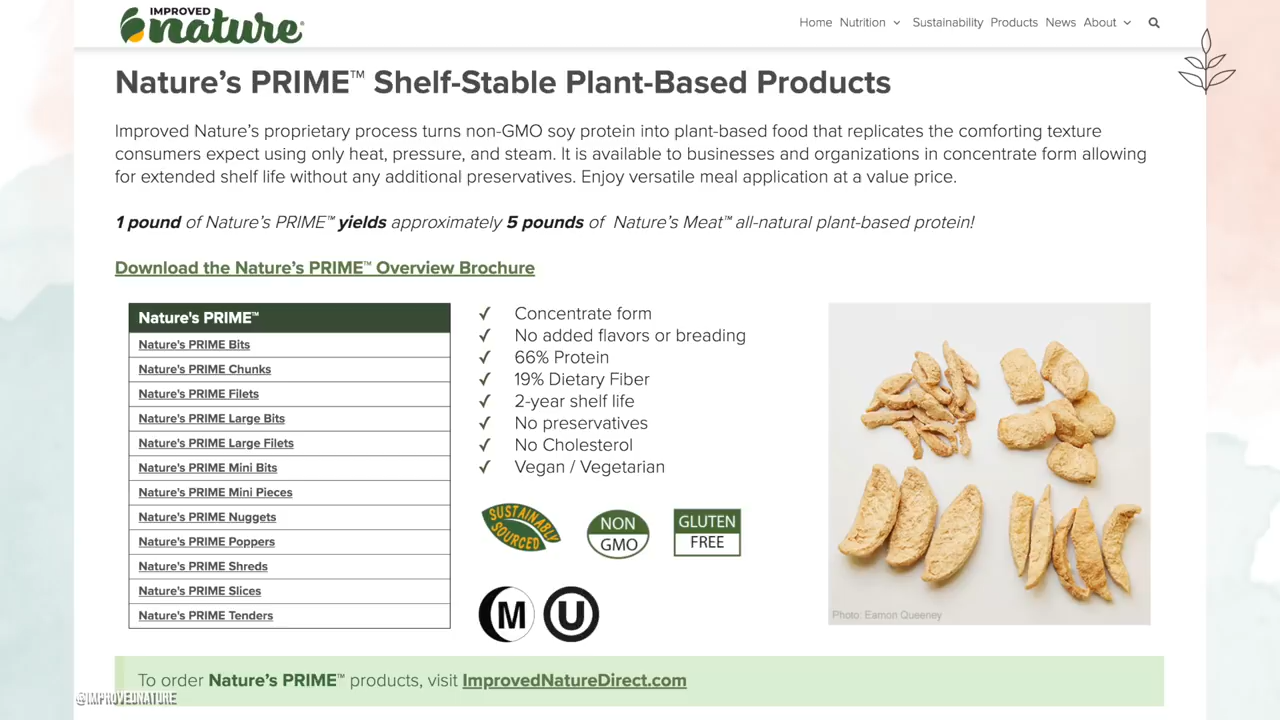 IMPROVED
nature
Home Nutrition Sustainability Products News About
Nature's PRIME™ Shelf-Stable Plant-Based Products
Improved Nature's proprietary process turns non-GMO soy protein into plant-based food that replicates the comforting texture
consumers expect using only heat, pressure, and steam. It is available to businesses and organizations in concentrate form allowing
for extended shelf life without any additional preservatives. Enjoy versatile meal application at a value price.
1 pound of Nature's PRIME™ yields approximately 5 pounds of Nature's Meat™ all-natural plant-based protein!
Download the Nature's PRIME™ Overview Brochure
Nature's PRIME™
Nature's PRIME Bits
Nature's PRIME Chunks
Nature's PRIME Filets
Nature's PRIME Large Bits
Nature's PRIME Large Filets
Nature's PRIME Mini Bits
Nature's PRIME Mini Pieces
Nature's PRIME Nuggets
Nature's PRIME Poppers
Nature's PRIME Shreds
Nature's PRIME Slices
Nature's PRIME Tenders
Concentrate form
No added flavors or breading
66% Protein
19% Dietary Fiber
2-year shelf life
No preservatives
No Cholesterol
Vegan / Vegetarian
SUSTAINABLY
SOURCED
NON
GMO
GLUTEN
FREE
M
U
Photo: Eamon Queeney
To order Nature's PRIME™ products, visit ImprovedNatureDirect.com
@IMPROVEDNATURE